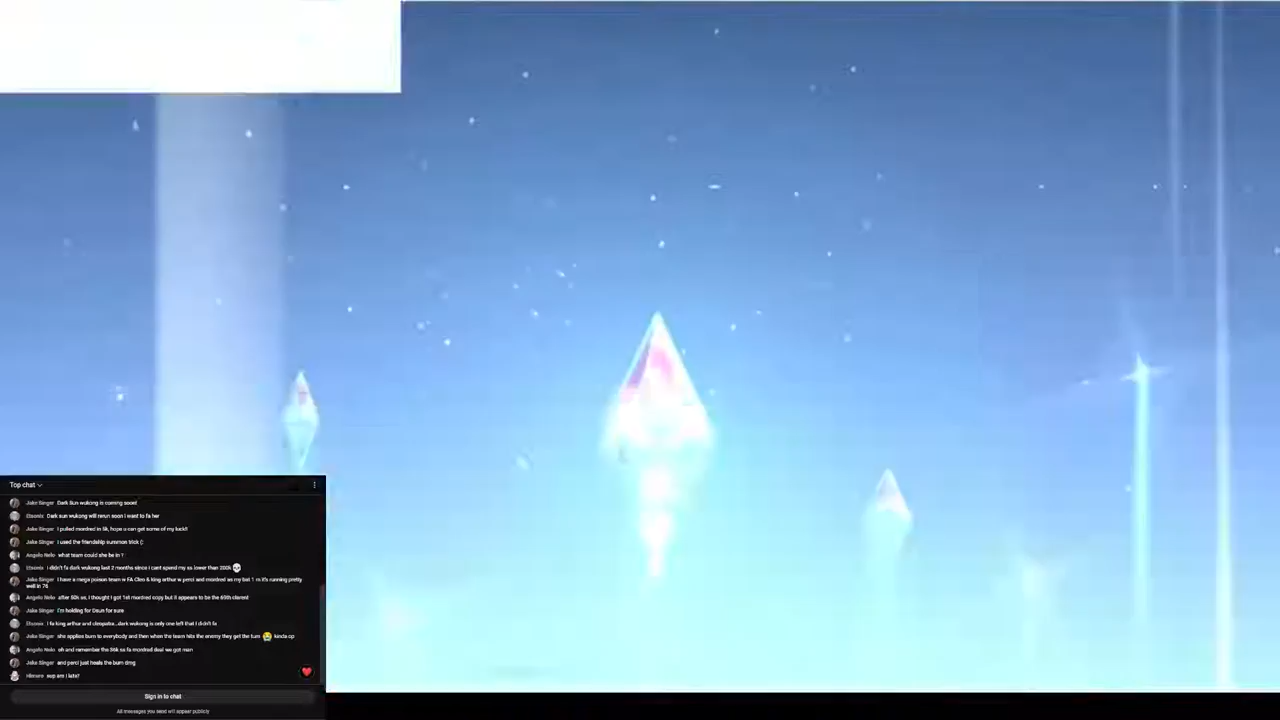 Top chat
Jake Singer Dark Sun wukong is coming soon!
Etsonic Dark sun wukong will rerun soon i want to fa her
Jake Singer I pulled mordred in 5k, hope u can get some of my luck!!
Jake Singer I used the friendship summon trick (:
Angelo Nelo what team could she be in ?
Etsonic I didn't fa dark wukong last 2 months since i cant spend my ss lower than 200k 💀
Jake Singer I have a mega poison team w FA Cleo & king arthur w perci and mordred as my bot 1 rn it's running pretty
well in 76
Angelo Nelo after 50k ss, I thought I got 1st mordred copy but it appears to be the 69th clarent
Jake Singer I'm holding for Dsun for sure
Etsonic I fa king arthur and cleopatra...dark wukong is only one left that I didn't fa
Jake Singer she applies burn to everybody and then when the team hits the enemy they get the turn 😭 kinda op
Angelo Nelo oh and remember the 50k ss fa mordred deal we got man
Jake Singer and perci just heals the burn dmg
sup am i late?
Sign in to chat
All messages you send will appear publicly